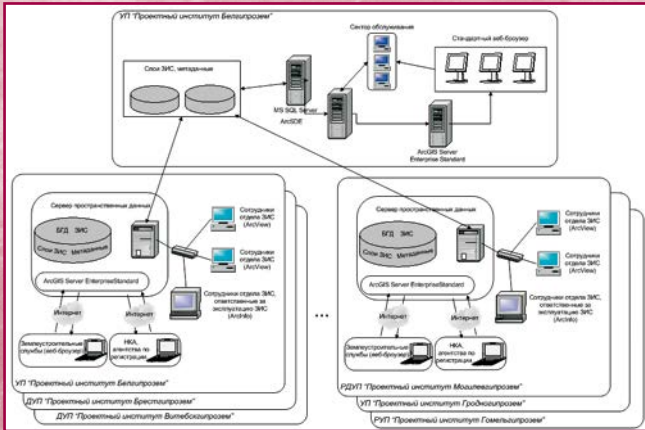 УП "Проектный институт Белгипрозем"
Сектор обслуживания
Стандартный веб-браузер
Слои ЗИС, метаданные
MS SQL Server
ArcSDE
ArcGIS Server
Enterprise Standard
Сервер пространственных данных
БГД ЗИС
Слои ЗИС Метаданные
ArcGIS Server EnterpriseStandard
Сотрудники
отдела ЗИС
(ArcView)
Сотрудники
отдела ЗИС
(ArcView)
Сотрудники отдела ЗИС,
ответственные за
эксплуатацию ЗИС
(ArcInfo)
Интернет
Интернет
Землеустроительные
службы (веб-броузер)
НКА,
агентства по
регистрации
УП "Проектный институт Белгипрозем"
ДУП "Проектный институт Брестгипрозем"
ДУП "Проектный институт Витебскгипрозем"
...
Сервер пространственных данных
БГД ЗИС
Слои ЗИС Метаданные
ArcGIS Server EnterpriseStandard
Сотрудники
отдела ЗИС
(ArcView)
Сотрудники
отдела ЗИС
(ArcView)
Сотрудники отдела ЗИС,
ответственные за
эксплуатацию ЗИС
(ArcInfo)
Интернет
Интернет
Землеустроительные
службы (веб-броузер)
НКА,
агентства по
регистрации
РДУП "Проектный институт Могилевгипрозем"
УП "Проектный институт Гродногипрозем"
РУП "Проектный институт Гомельгипрозем"